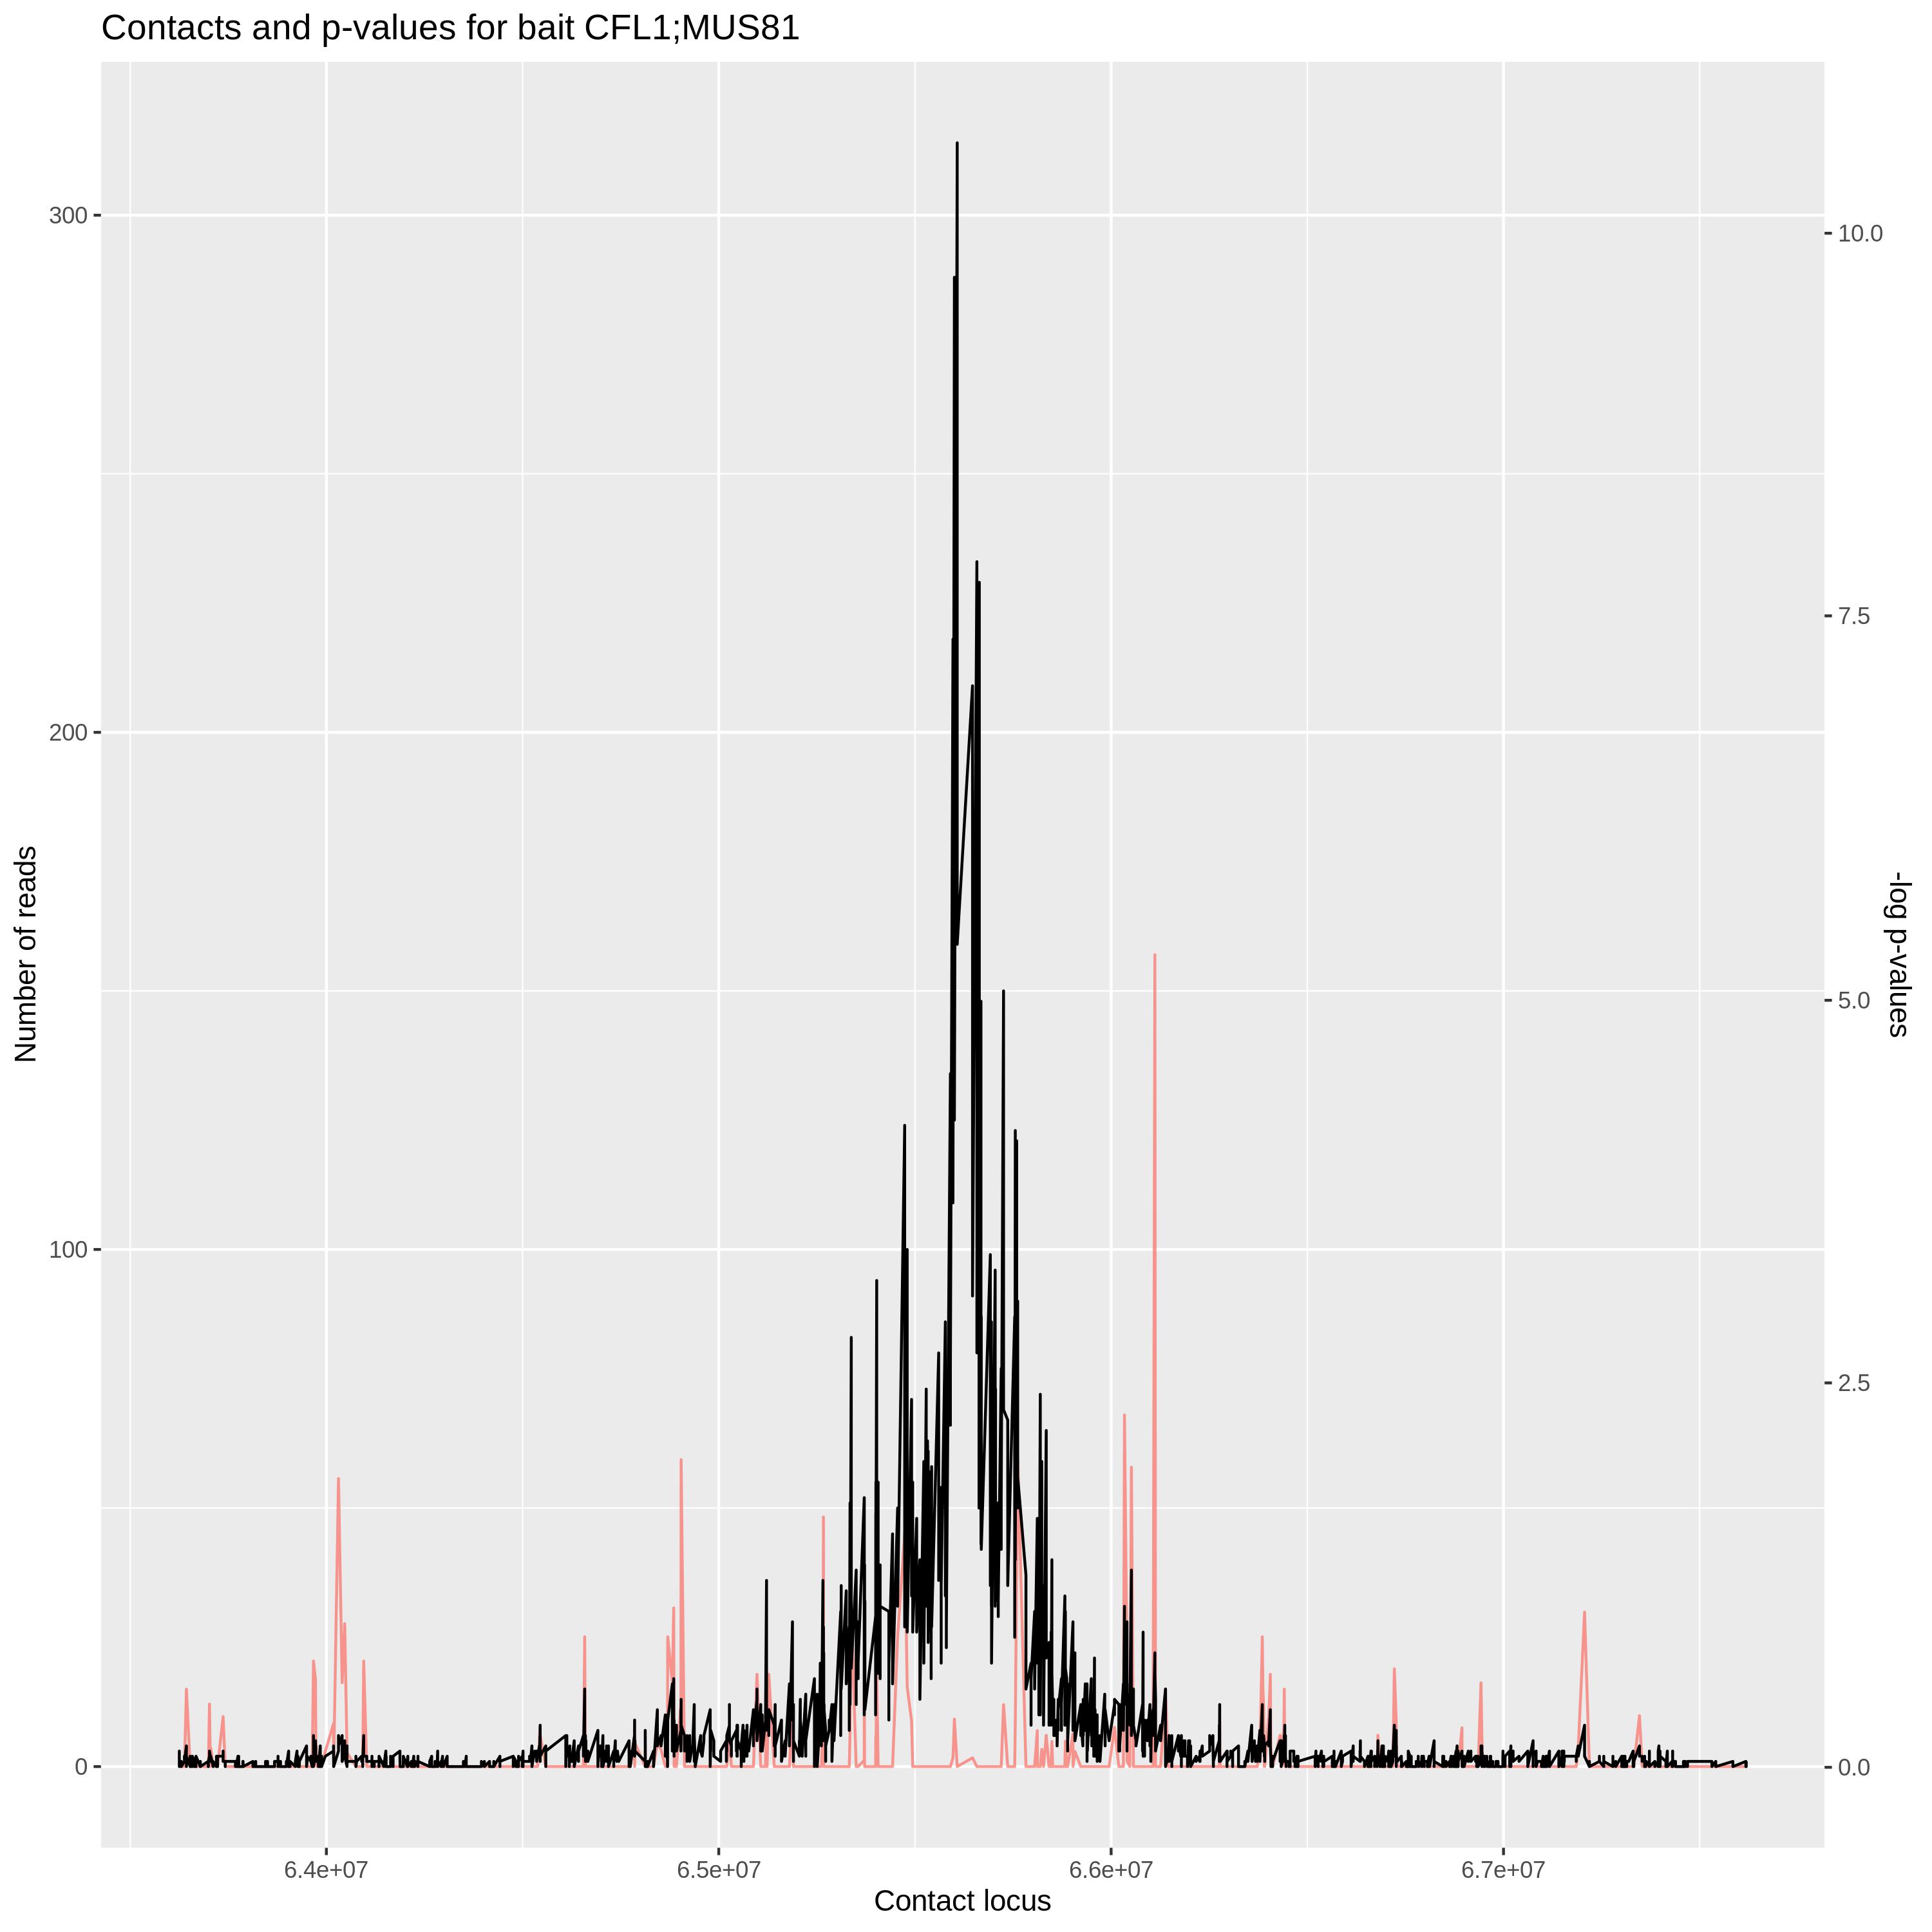 Contacts and p-values for bait CFL1;MUS81
300
200
100
0
Number of reads
10.0
7.5
5.0
2.5
0.0
-log p-values
6.4e+07
6.5e+07
6.6e+07
6.7e+07
Contact locus